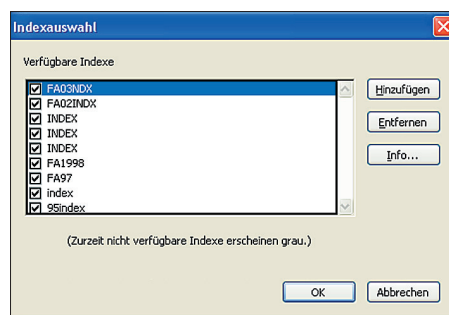 Indexauswahl
Verfügbare Indexe
FA03NDX
FA02INDX
INDEX
INDEX
INDEX
FA1998
FA97
index
95index
Hinzufügen
Entfernen
Info...
(Zurzeit nicht verfügbare Indexe erscheinen grau.)
OK
Abbrechen